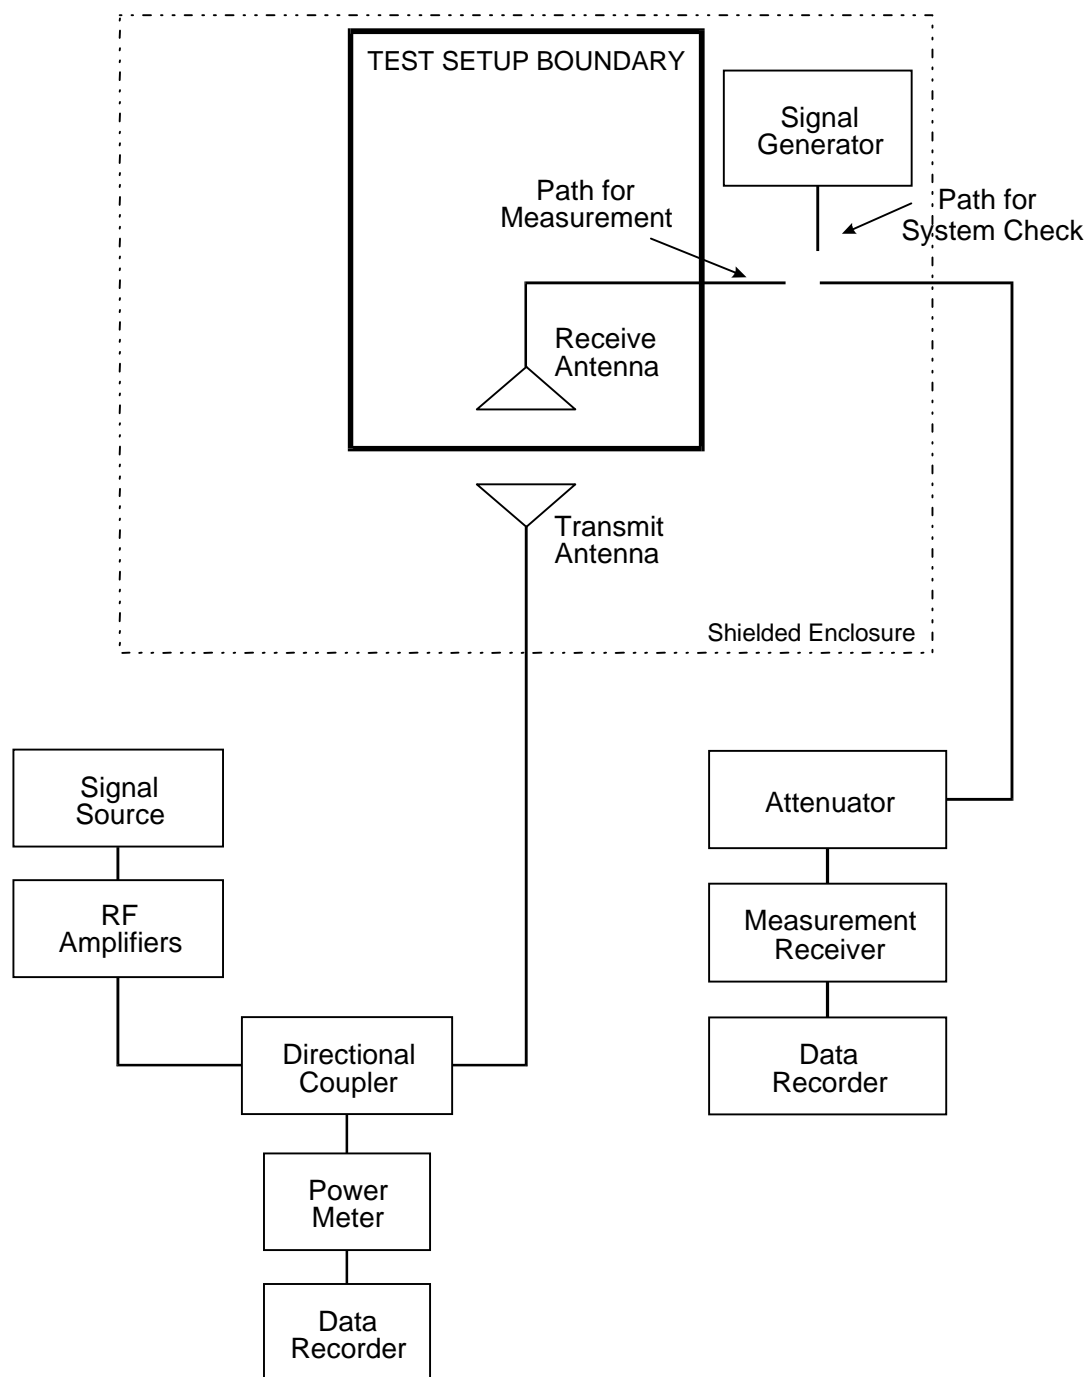 TEST SETUP BOUNDARY
Signal
Generator
Path for
Measurement
Path for
System Check
Receive
Antenna
Transmit
Antenna
Shielded Enclosure
Signal
Source
Attenuator
RF
Amplifiers
Measurement
Receiver
Directional
Coupler
Data
Recorder
Power
Meter
Data
Recorder